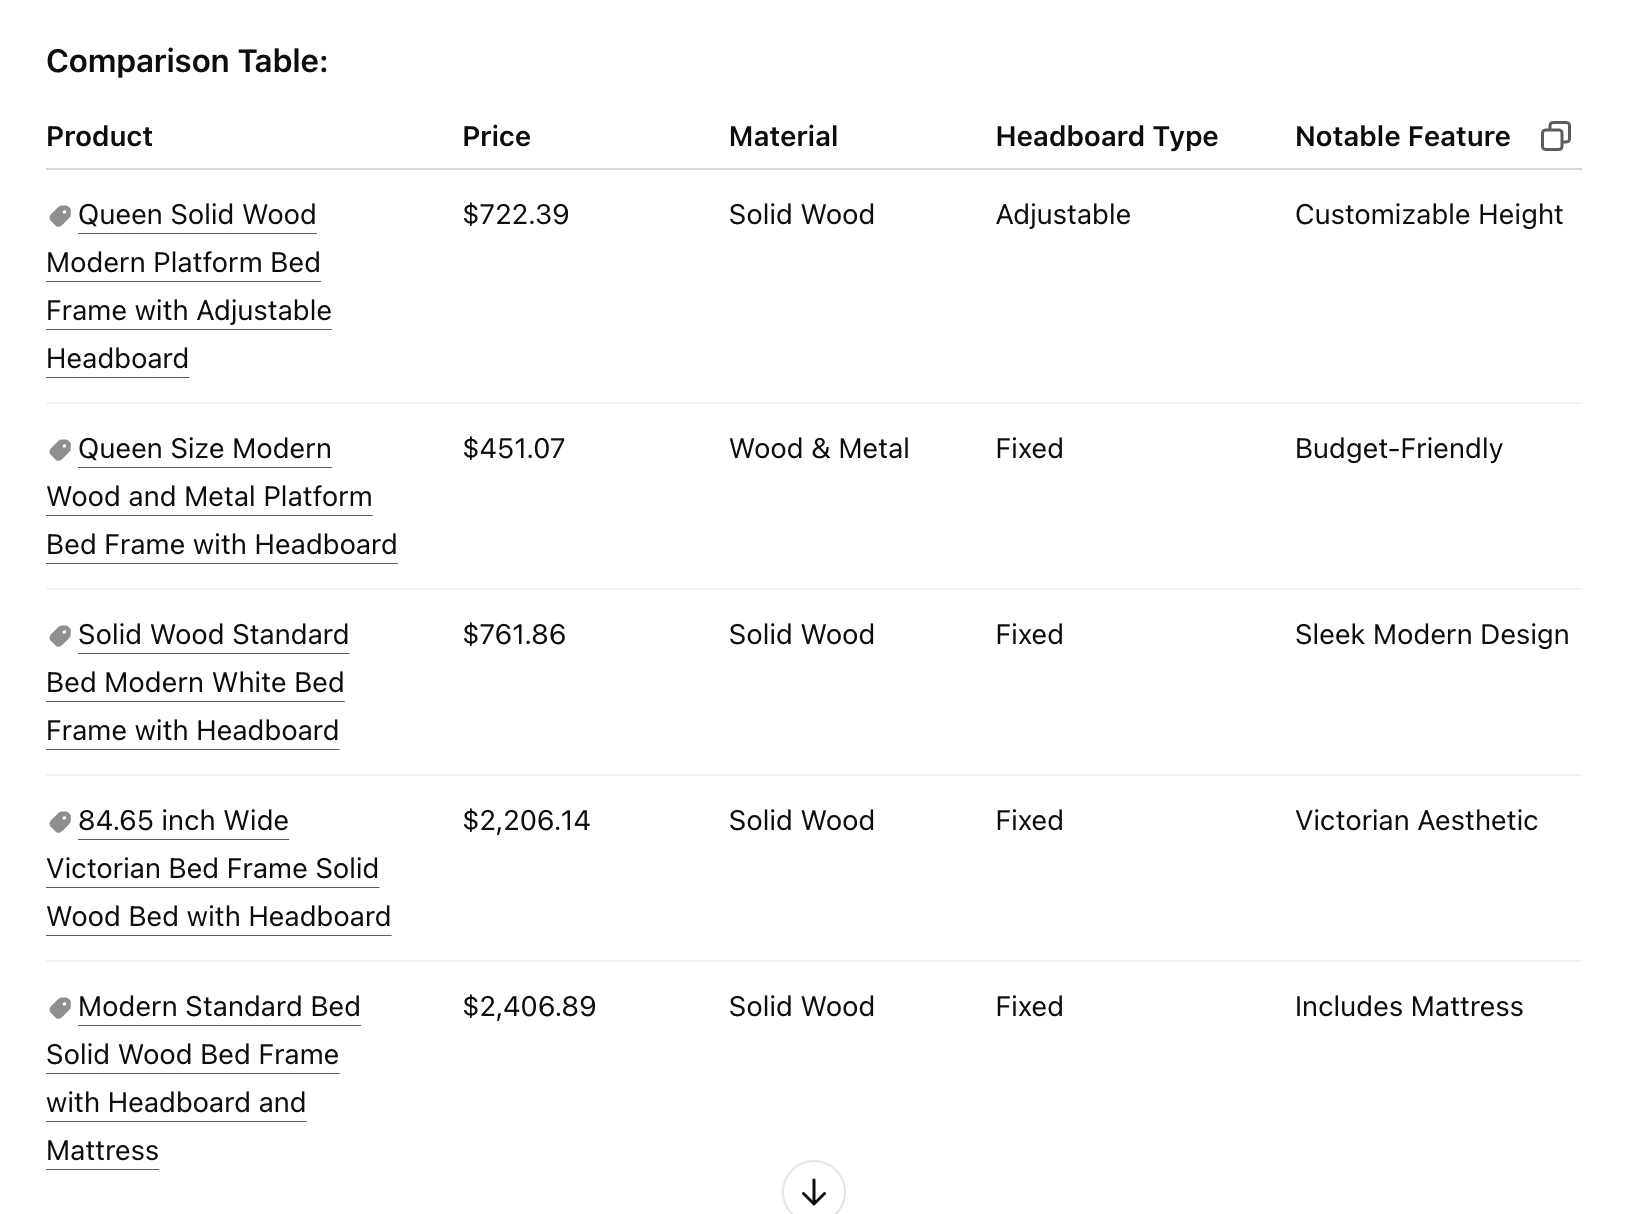 Comparison Table:
Product Price Material Headboard Type Notable Feature
Queen Solid Wood $722.39 Solid Wood Adjustable Customizable Height
Modern Platform Bed
Frame with Adjustable
Headboard
Queen Size Modern $451.07 Wood & Metal Fixed Budget-Friendly
Wood and Metal Platform
Bed Frame with Headboard
Solid Wood Standard $761.86 Solid Wood Fixed Sleek Modern Design
Bed Modern White Bed
Frame with Headboard
84.65 inch Wide $2,206.14 Solid Wood Fixed Victorian Aesthetic
Victorian Bed Frame Solid
Wood Bed with Headboard
Modern Standard Bed $2,406.89 Solid Wood Fixed Includes Mattress
Solid Wood Bed Frame
with Headboard and
Mattress